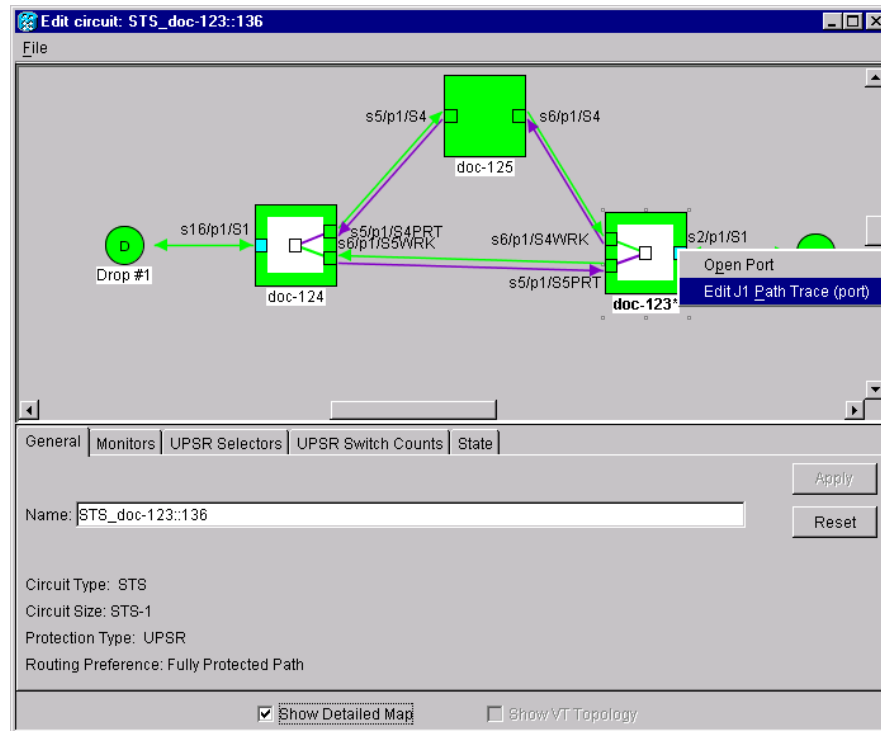 Edit circuit: STS_doc-123::136
File
s5/p1/S4
s6/p1/S4
doc-125
s16/p1/S1
s5/p1/S4PRT
s6/p1/S5WRK
s6/p1/S4WRK
s2/p1/S1
D
Drop #1
Open Port
s5/p1/S5PRT
Edit J1 Path Trace (port)
doc-124
doc-123*
General Monitors UPSR Selectors UPSR Switch Counts State
Apply
Name: STS_doc-123::136
Reset
Circuit Type: STS
Circuit Size: STS-1
Protection Type: UPSR
Routing Preference: Fully Protected Path
Show Detailed Map Show VT Topology